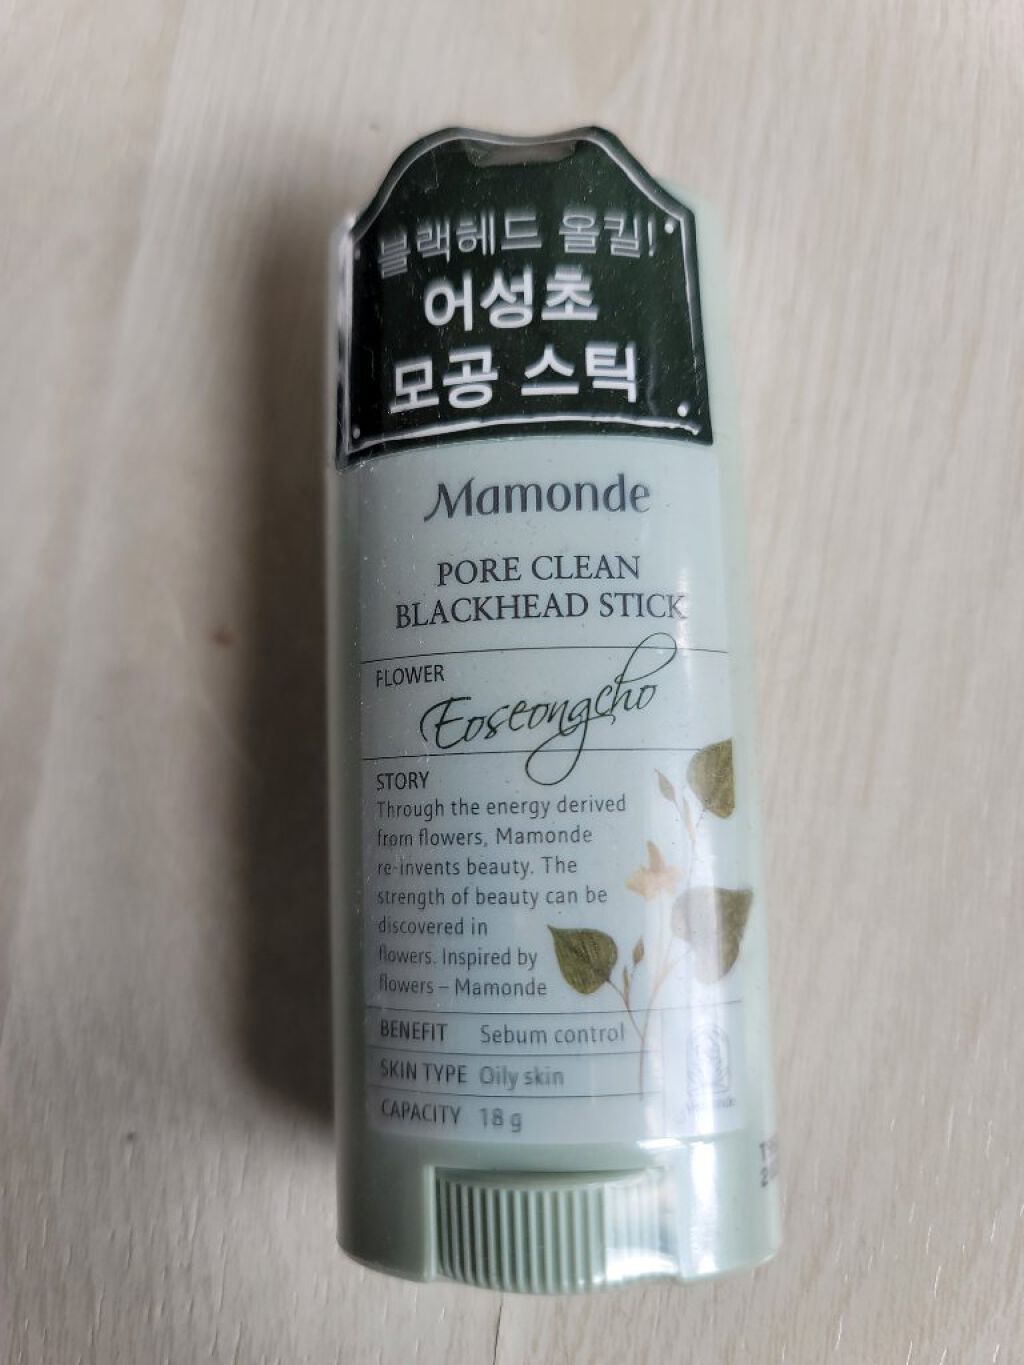 블랙헤드 올킬!
어성초
모공 스틱
Mamonde
PORE CLEAN
BLACKHEAD STICK
FLOWER
Eoseongcho
STORY
Through the energy derived
from flowers, Mamonde
re-invents beauty. The
strength of beauty can be
discovered in
flowers. Inspired by
flowers – Mamonde
BENEFIT Sebum control
SKIN TYPE Oily skin
CAPACITY 18 g